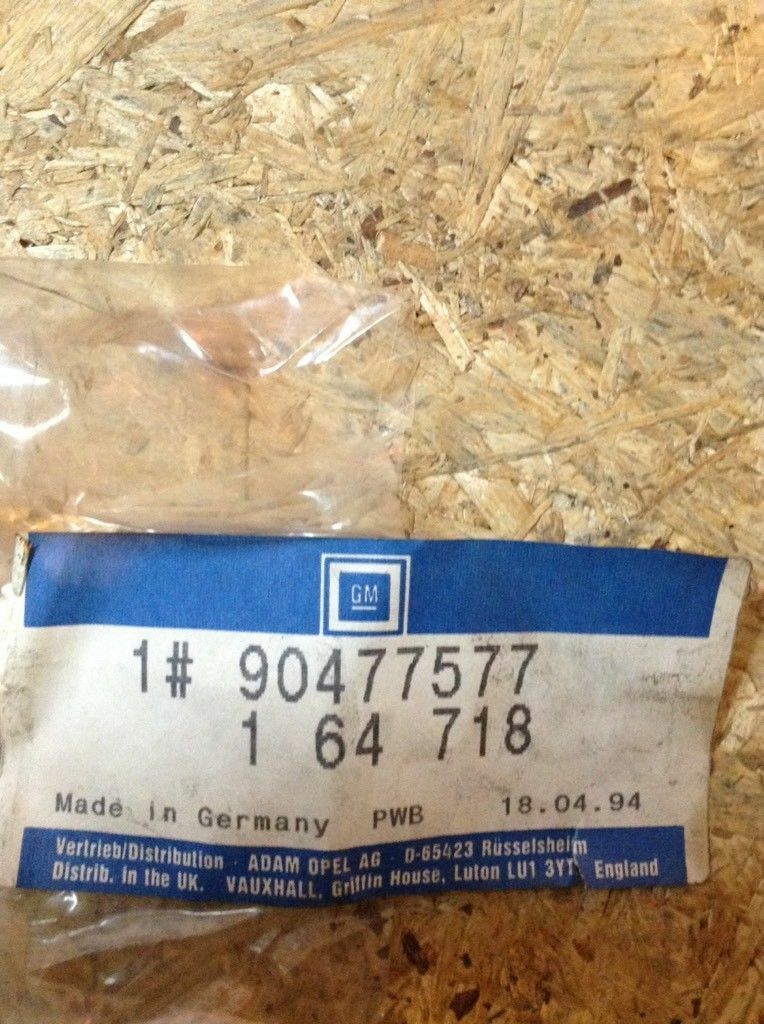 GM
1# 90477577
1 64 718
Made in Germany PWB 18.04.94
Vertrieb/Distribution · ADAM OPEL AG · D-65423 Rüsselsheim
Distrib. in the UK. VAUXHALL, Griffin House, Luton LU1 3YT, England